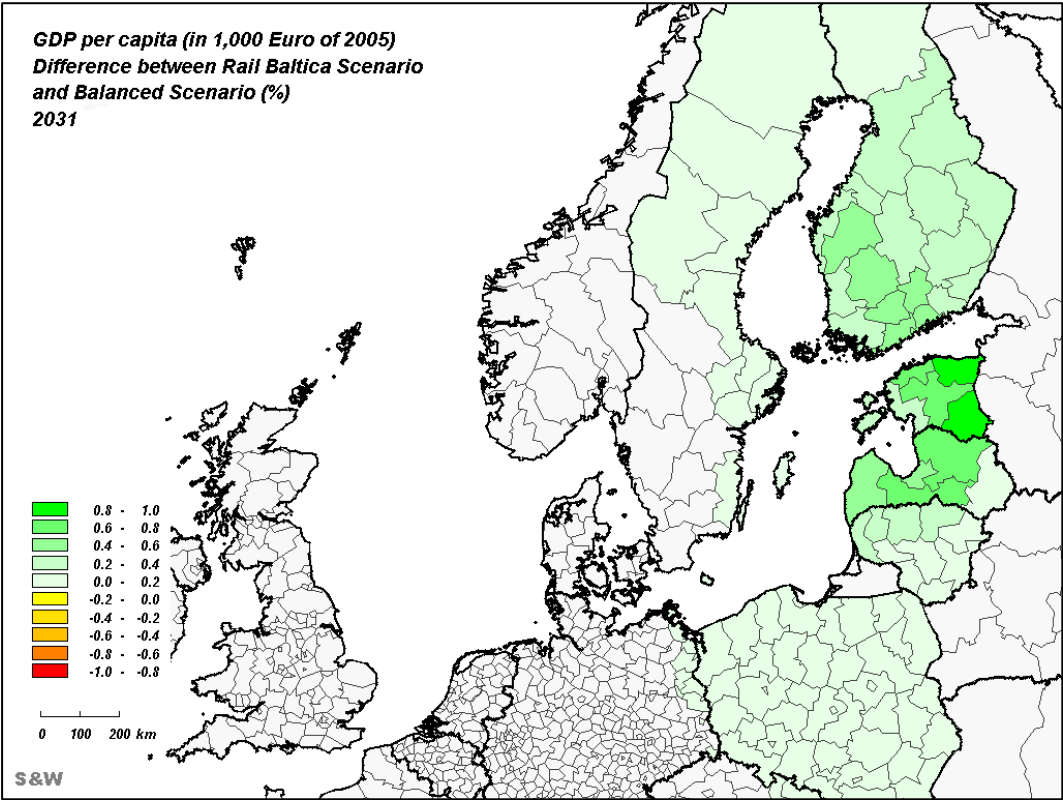 GDP per capita (in 1,000 Euro of 2005)
Difference between Rail Baltica Scenario
and Balanced Scenario (%)
2031
0.8 - 1.0
0.6 - 0.8
0.4 - 0.6
0.2 - 0.4
0.0 - 0.2
-0.2 - 0.0
-0.4 - -0.2
-0.6 - -0.4
-0.8 - -0.6
-1.0 - -0.8
0 100 200 km
S&W